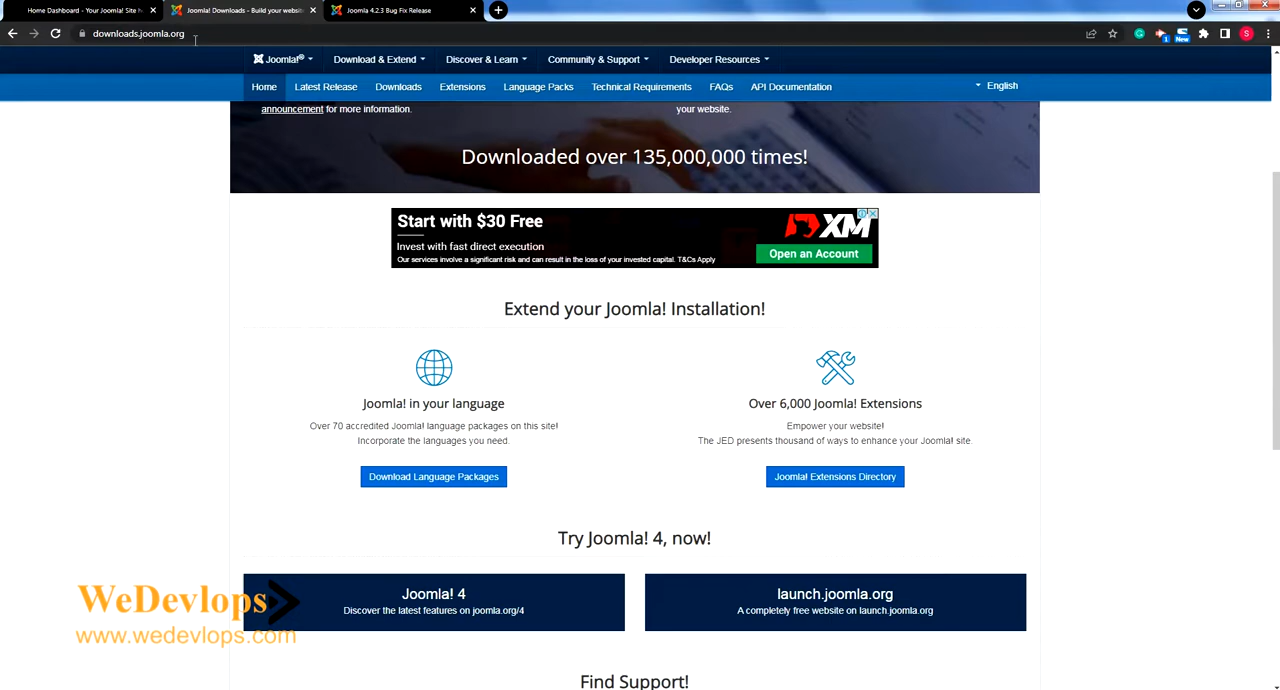 Home Dashboard - Your Joomla! Site
Joomla! Downloads - Build your websit
Joomla 4.2.3 Bug Fix Release
downloads.joomla.org
New
1
S
Joomla!®
Download & Extend
Discover & Learn
Community & Support
Developer Resources
Home
Latest Release
Downloads
Extensions
Language Packs
Technical Requirements
FAQs
API Documentation
English
announcement for more information.
your website.
Downloaded over 135,000,000 times!
Start with $30 Free
Invest with fast direct execution
Our services involve a significant risk and can result in the loss of your invested capital. T&Cs Apply
XM
Open an Account
Extend your Joomla! Installation!
Joomla! in your language
Over 70 accredited Joomla! language packages on this site!
Incorporate the languages you need.
Download Language Packages
Over 6,000 Joomla! Extensions
Empower your website!
The JED presents thousand of ways to enhance your Joomla! site.
Joomla! Extensions Directory
Try Joomla! 4, now!
Joomla! 4
Discover the latest features on joomla.org/4
launch.joomla.org
A completely free website on launch.joomla.org
WeDevlops
www.wedevlops.com
Find Support!